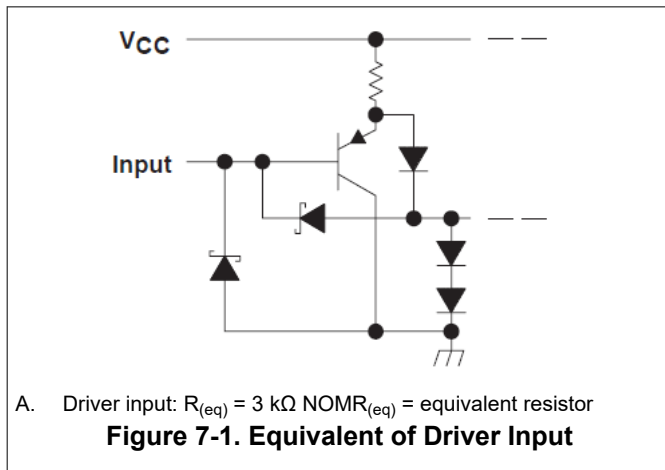 VCC
Input
A. Driver input: R(eq) = 3 kΩ NOMR(eq) = equivalent resistor
Figure 7-1. Equivalent of Driver Input